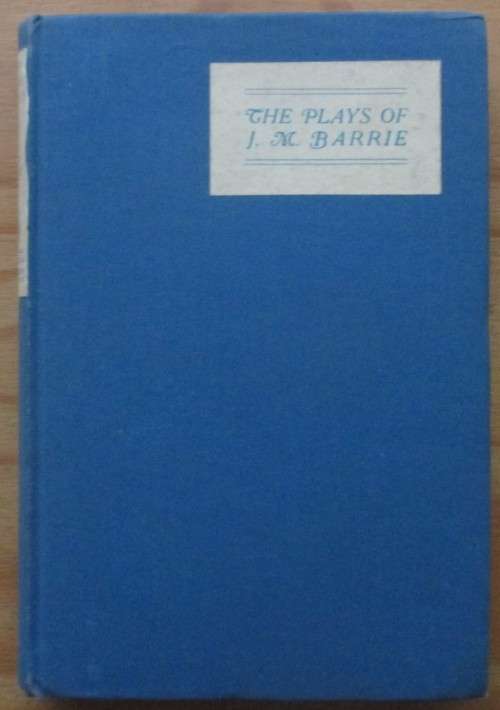 THE PLAYS OF
J. M. BARRIE